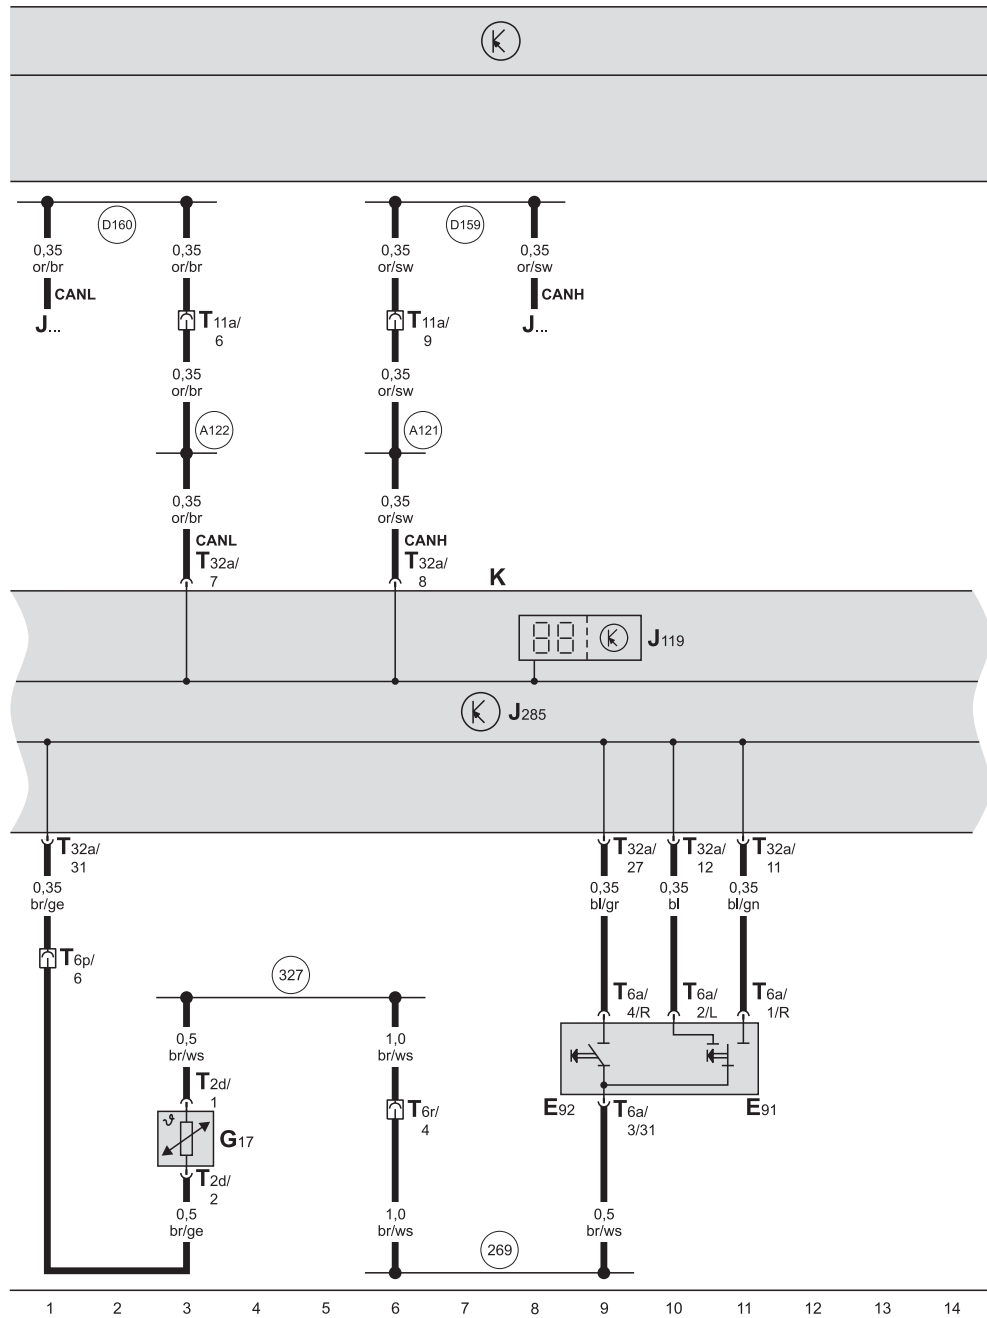 D160
D159
0,35
or/br
0,35
or/br
0,35
or/sw
0,35
or/sw
CANL
CANH
J...
T11a/
6
T11a/
9
J...
0,35
or/br
0,35
or/sw
A122
A121
0,35
or/br
0,35
or/sw
CANL
CANH
T32a/
7
T32a/
8
K
J119
J285
T32a/
31
T32a/
27
T32a/
12
T32a/
11
0,35
br/ge
0,35
bl/gr
0,35
bl
0,35
bl/gn
T6p/
6
327
T6a/
4/R
T6a/
2/L
T6a/
1/R
0,5
br/ws
1,0
br/ws
T2d/
1
T6r/
4
E92
T6a/
3/31
E91
G17
T2d/
2
0,5
br/ge
1,0
br/ws
0,5
br/ws
269
1 2 3 4 5 6 7 8 9 10 11 12 13 14